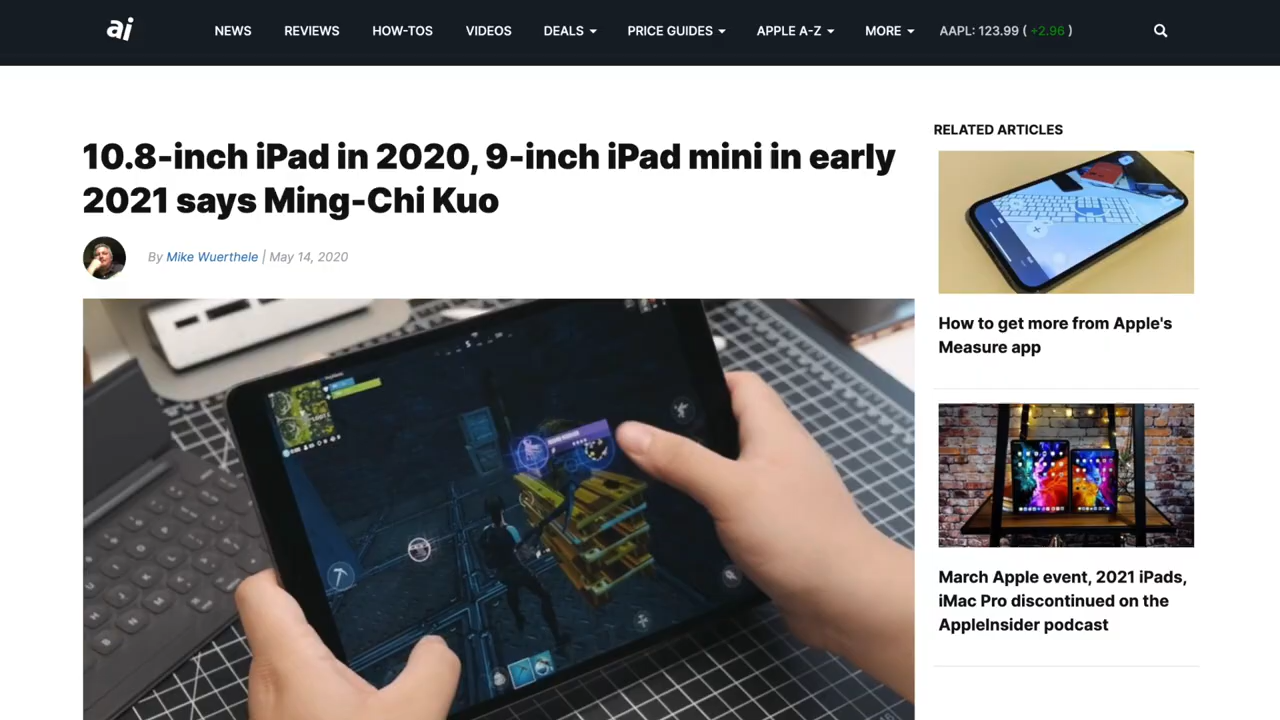 ai
NEWS
REVIEWS
HOW-TOS
VIDEOS
DEALS
PRICE GUIDES
APPLE A-Z
MORE
AAPL: 123.99 ( +2.96 )
10.8-inch iPad in 2020, 9-inch iPad mini in early
2021 says Ming-Chi Kuo
By Mike Wuerthele | May 14, 2020
RELATED ARTICLES
How to get more from Apple's
Measure app
March Apple event, 2021 iPads,
iMac Pro discontinued on the
AppleInsider podcast